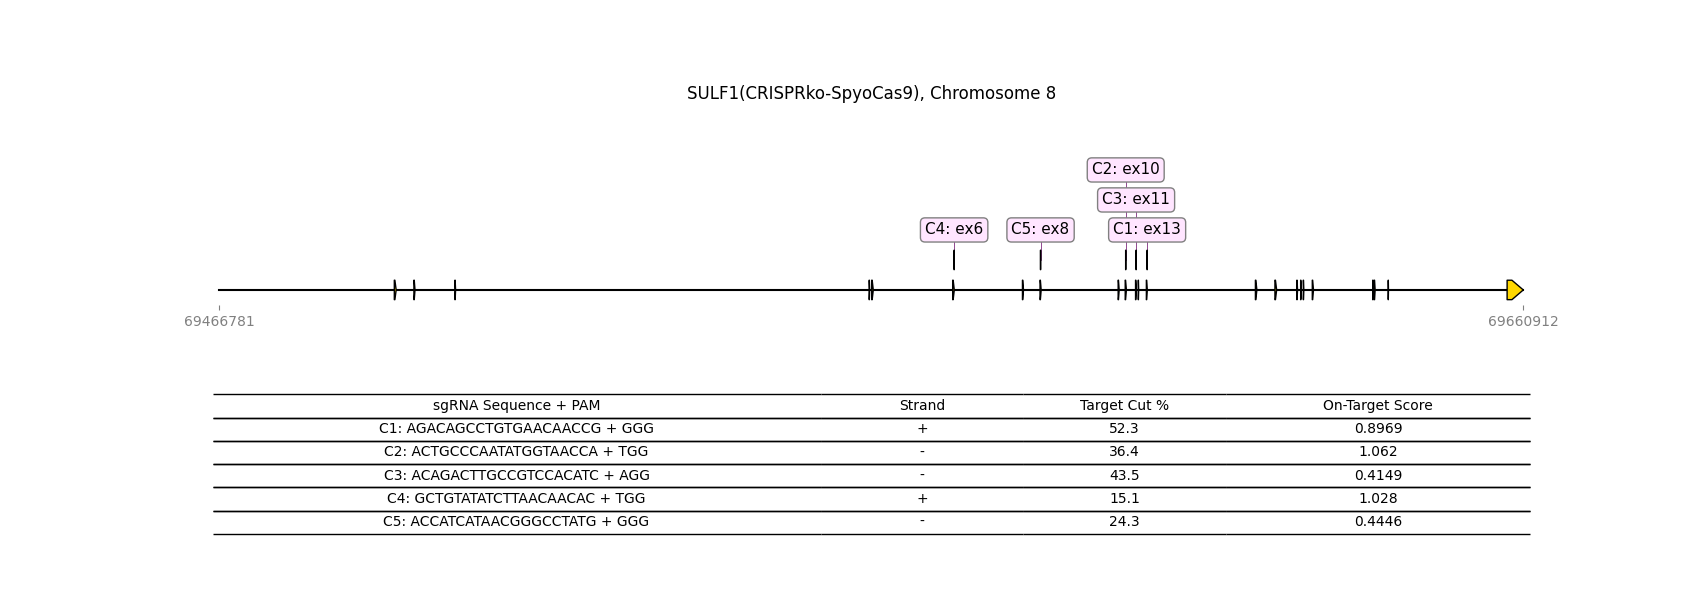 SULF1(CRISPRko-SpyoCas9), Chromosome 8
C2: ex10
C3: ex11
C4: ex6 C5: ex8 C1: ex13
69466781 69660912
sgRNA Sequence + PAM Strand Target Cut % On-Target Score
C1: AGACAGCCTGTGAACAACCG + GGG + 52.3 0.8969
C2: ACTGCCCAATATGGTAACCA + TGG - 36.4 1.062
C3: ACAGACTTGCCGTCCACATC + AGG - 43.5 0.4149
C4: GCTGTATATCTTAACAACAC + TGG + 15.1 1.028
C5: ACCATCATAACGGGCCTATG + GGG - 24.3 0.4446